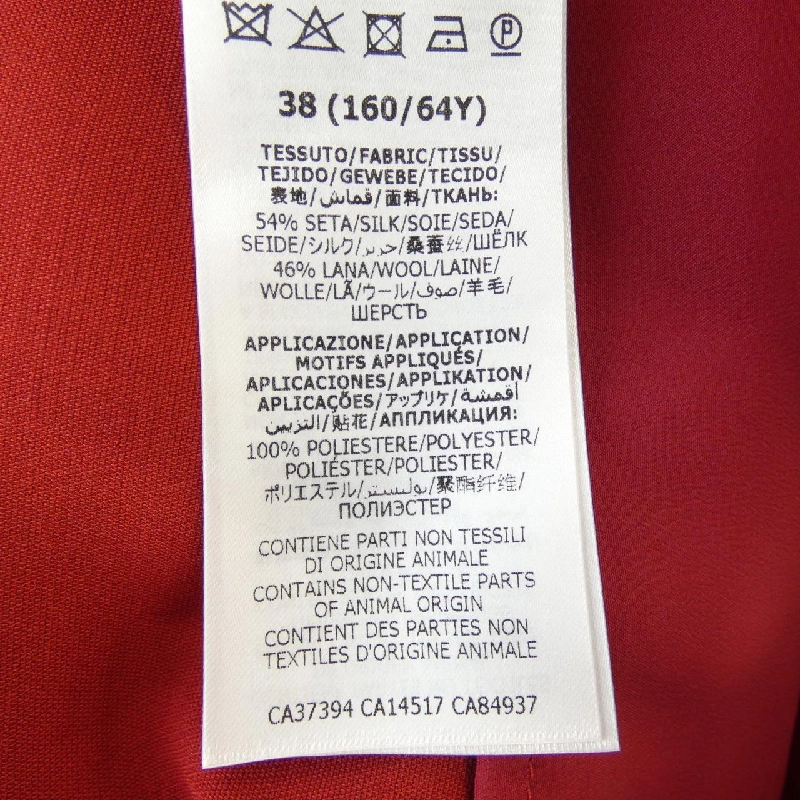 38 (160/64Y)
TESSUTO/FABRIC/TISSU/
TEJIDO/GEWEBE/TECIDO/
表地/قماش/面料/ТКАНЬ:
54% SETA/SILK/SOIE/SEDA/
SEIDE/シルク/حرير/桑蚕丝/ШЁЛК
46% LANA/WOOL/LAINE/
WOLLE/LÃ/ウール/صوف/羊毛/
ШЕРСТЬ
APPLICAZIONE/APPLICATION/
MOTIFS APPLIQUÉS/
APLICACIONES/APPLIKATION/
APLICAÇÕES/アップリケ/أقمشة
التزيين/贴花/АППЛИКАЦИЯ:
100% POLIESTERE/POLYESTER/
POLIÉSTER/POLIESTER/
ポリエステル/بوليستر/聚酯纤维/
ПОЛИЭСТЕР
CONTIENE PARTI NON TESSILI
DI ORIGINE ANIMALE
CONTAINS NON-TEXTILE PARTS
OF ANIMAL ORIGIN
CONTIENT DES PARTIES NON
TEXTILES D'ORIGINE ANIMALE
CA37394 CA14517 CA84937